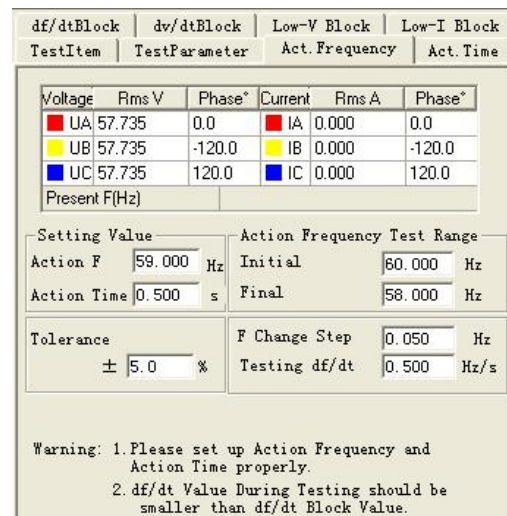 df/dtBlock dv/dtBlock Low-V Block Low-I Block
TestItem TestParameter Act.Frequency Act.Time
Voltage Rms V Phase° Current Rms A Phase°
UA 57.735 0.0 IA 0.000 0.0
UB 57.735 -120.0 IB 0.000 -120.0
UC 57.735 120.0 IC 0.000 120.0
Present F(Hz)
Setting Value Action Frequency Test Range
Action F 59.000 Hz Initial 60.000 Hz
Action Time 0.500 s Final 58.000 Hz
Tolerance F Change Step 0.050 Hz
± 5.0 % Testing df/dt 0.500 Hz/s
Warning: 1.Please set up Action Frequency and
Action Time properly.
2.df/dt Value During Testing should be
smaller than df/dt Block Value.